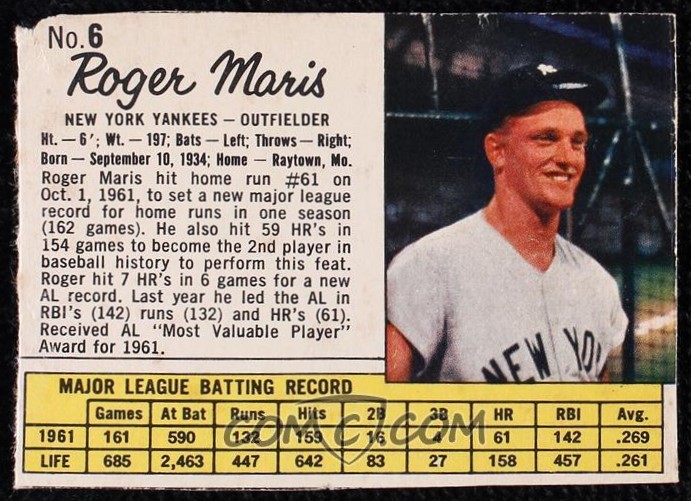 No. 6
Roger Maris
NEW YORK YANKEES — OUTFIELDER
Ht. — 6'; Wt. — 197; Bats — Left; Throws — Right;
Born — September 10, 1934; Home — Raytown, Mo.
Roger Maris hit home run #61 on
Oct. 1, 1961, to set a new major league
record for home runs in one season
(162 games). He also hit 59 HR's in
154 games to become the 2nd player in
baseball history to perform this feat.
Roger hit 7 HR's in 6 games for a new
AL record. Last year he led the AL in
RBI's (142) runs (132) and HR's (61).
Received AL "Most Valuable Player"
Award for 1961.
NEW YORK
MAJOR LEAGUE BATTING RECORD
Games At Bat Runs Hits 2B 3B HR RBI Avg.
1961 161 590 132 159 16 4 61 142 .269
LIFE 685 2,463 447 642 83 27 158 457 .261
COMC.COM